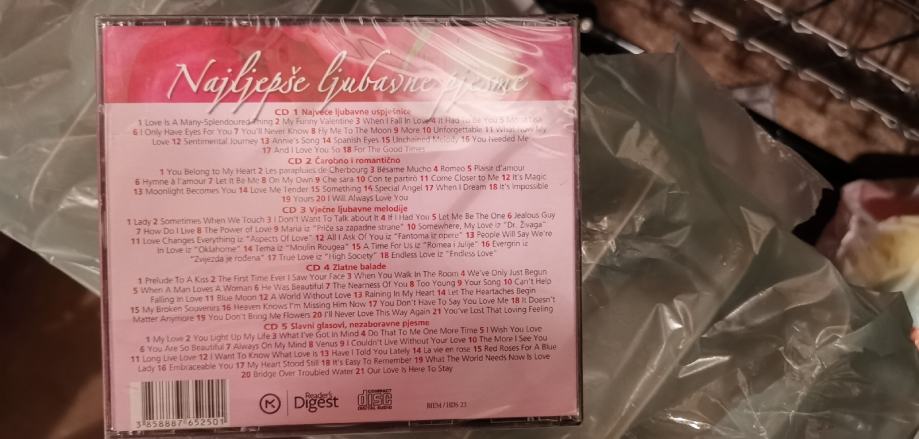 Najljepše ljubavne pjesme
CD 1 Najveće ljubavne uspješnice
1 Love Is A Many-Splendoured Thing 2 My Funny Valentine 3 When I Fall In Love 4 It Had To Be You 5 Mona Lisa
6 I Only Have Eyes For You 7 You'll Never Know 8 Fly Me To The Moon 9 More 10 Unforgettable 11 What Now My
Love 12 Sentimental Journey 13 Annie's Song 14 Spanish Eyes 15 Unchained Melody 16 You Needed Me
17 And I Love You So 18 For The Good Times
CD 2 Čarobno i romantično
1 You Belong to My Heart 2 Les parapluies de Cherbourg 3 Bésame Mucho 4 Romeo 5 Plaisir d'amour
6 Hymne à l'amour 7 Let It Be Me 8 On My Own 9 Che sarà 10 Con te partirò 11 Come Closer to Me 12 It's Magic
13 Moonlight Becomes You 14 Love Me Tender 15 Something 16 Special Angel 17 When I Dream 18 It's Impossible
19 Yours 20 I Will Always Love You
CD 3 Vječne ljubavne melodije
1 Lady 2 Sometimes When We Touch 3 I Don't Want To Talk about It 4 If I Had You 5 Let Me Be The One 6 Jealous Guy
7 How Do I Live 8 The Power of Love 9 Maria iz "Priče sa zapadne strane" 10 Somewhere, My Love iz "Dr. Živaga"
11 Love Changes Everything iz "Aspects Of Love" 12 All I Ask Of You iz "Fantoma iz opere" 13 People Will Say We're
In Love iz "Oklahome" 14 Tema iz "Moulin Rougea" 15 A Time For Us iz "Romea i Julije" 16 Evergrin iz
"Zvijezda je rođena" 17 True Love iz "High Society" 18 Endless Love iz "Endless Love"
CD 4 Zlatne balade
1 Prelude To A Kiss 2 The First Time Ever I Saw Your Face 3 When You Walk In The Room 4 We've Only Just Begun
5 When A Man Loves A Woman 6 He Was Beautiful 7 The Nearness Of You 8 Too Young 9 Your Song 10 Can't Help
Falling In Love 11 Blue Moon 12 A World Without Love 13 Raining In My Heart 14 Let The Heartaches Begin
15 My Broken Souvenirs 16 Heaven Knows I'm Missing Him Now 17 You Don't Have To Say You Love Me 18 It Doesn't
Matter Anymore 19 You Don't Bring Me Flowers 20 I'll Never Love This Way Again 21 You've Lost That Loving Feeling
CD 5 Slavni glasovi, nezaboravne pjesme
1 My Love 2 You Light Up My Life 3 What I've Got In Mind 4 Do That To Me One More Time 5 I Wish You Love
6 You Are So Beautiful 7 Always On My Mind 8 Venus 9 I Couldn't Live Without Your Love 10 The More I See You
11 Long Live Love 12 I Want To Know What Love Is 13 Have I Told You Lately 14 La vie en rose 15 Red Roses For A Blue
Lady 16 Embraceable You 17 My Heart Stood Still 18 It's Easy To Remember 19 What The World Needs Now Is Love
20 Bridge Over Troubled Water 21 Our Love Is Here To Stay
3 858887 652501
Reader's
Digest
COMPACT
disc
DIGITAL AUDIO
BIEM / HDS 23